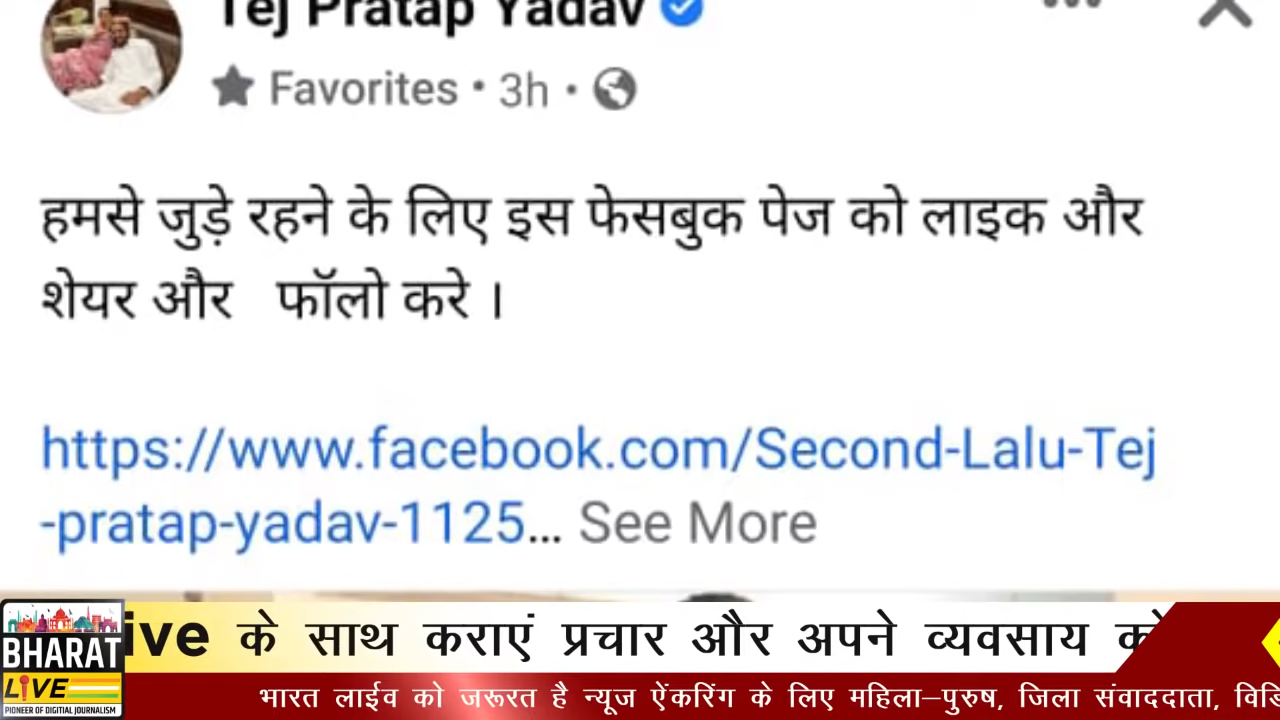 Tej Pratap Yadav
Favorites • 3h •
हमसे जुड़े रहने के लिए इस फेसबुक पेज को लाइक और
शेयर और फॉलो करे ।
https://www.facebook.com/Second-Lalu-Tej
-pratap-yadav-1125... See More
ive के साथ कराएं प्रचार और अपने व्यवसाय को
BHARAT
LIVE
PIONEER OF DIGITAL JOURNALISM
भारत लाईव को जरूरत है न्यूज ऐंकरिंग के लिए महिला–पुरुष, जिला संवाददाता,